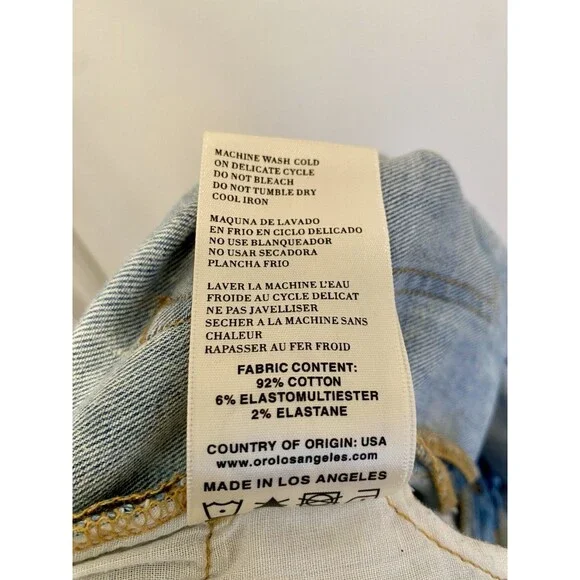 MACHINE WASH COLD
ON DELICATE CYCLE
DO NOT BLEACH
DO NOT TUMBLE DRY
COOL IRON
MAQUNA DE LAVADO
EN FRIO EN CICLO DELICADO
NO USE BLANQUEADOR
NO USAR SECADORA
PLANCHA FRIO
LAVER LA MACHINE L'EAU
FROIDE AU CYCLE DELICAT
NE PAS JAVELLISER
SECHER A LA MACHINE SANS
CHALEUR
RAPASSER AU FER FROID
FABRIC CONTENT:
92% COTTON
6% ELASTOMULTIESTER
2% ELASTANE
COUNTRY OF ORIGIN: USA
www.orolosangeles.com
MADE IN LOS ANGELES